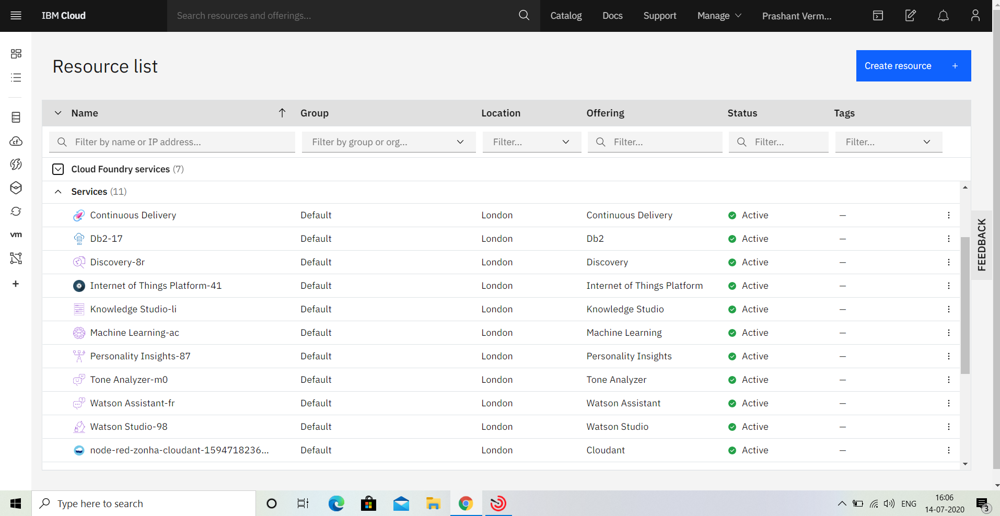 IBM Cloud Search resources and offerings... Catalog Docs Support Manage Prashant Verm...
Resource list
Create resource +
Name Group Location Offering Status Tags
Filter by name or IP address... Filter by group or org... Filter... Filter... Filter... Filter...
cf
Cloud Foundry services (7)
Services (11)
Continuous Delivery Default London Continuous Delivery Active —
vm Db2-17 Default London Db2 Active —
FEEDBACK
Discovery-8r Default London Discovery Active —
Internet of Things Platform-41 Default London Internet of Things Platform Active —
Knowledge Studio-li Default London Knowledge Studio Active —
Machine Learning-ac Default London Machine Learning Active —
Personality Insights-87 Default London Personality Insights Active —
Tone Analyzer-m0 Default London Tone Analyzer Active —
Watson Assistant-fr Default London Watson Assistant Active —
Watson Studio-98 Default London Watson Studio Active —
node-red-zonha-cloudant-1594718236... Default London Cloudant Active —
Type here to search ENG 16:06
14-07-2020 3